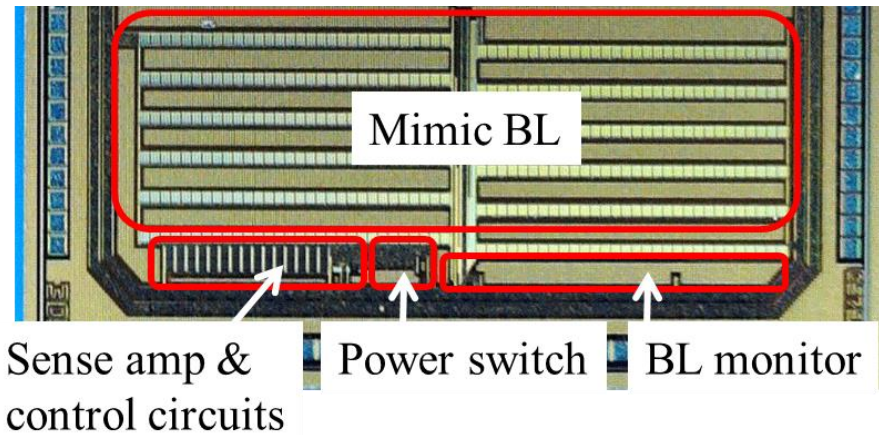 Mimic BL
Sense amp &
control circuits
Power switch
BL monitor